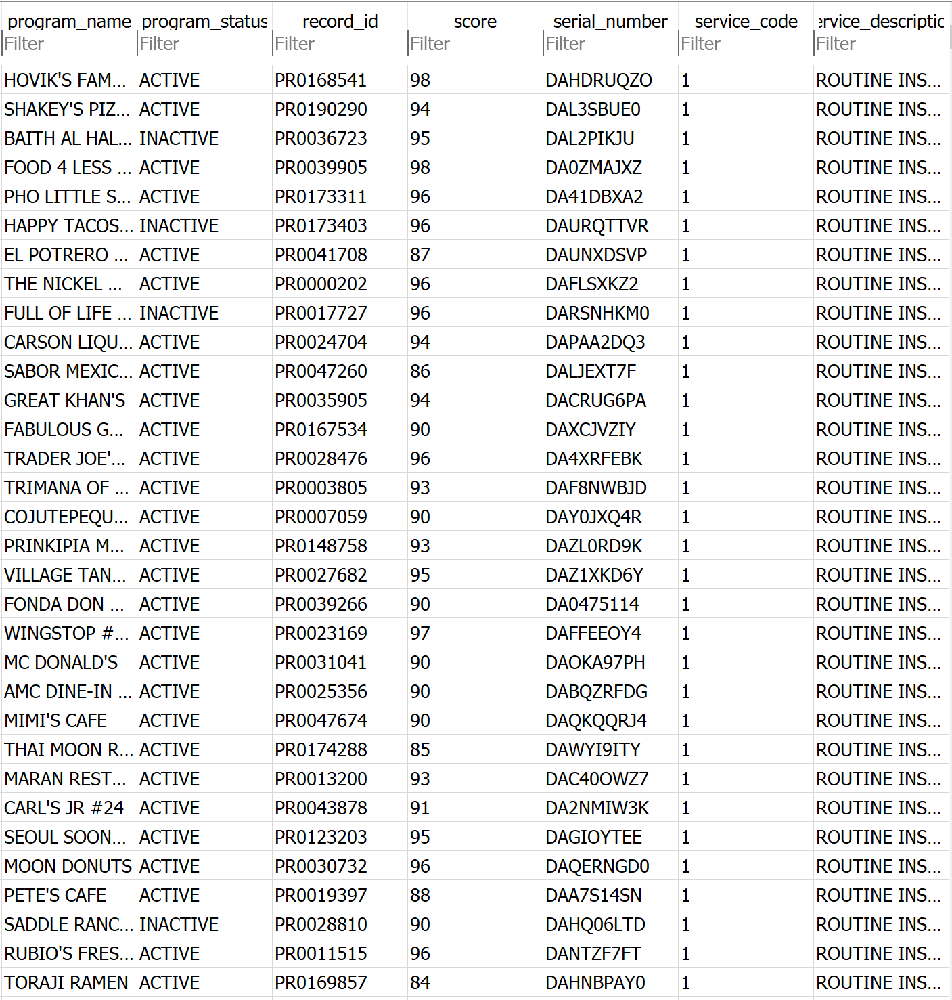 program_name program_status record_id score serial_number service_code ervice_descriptio
Filter Filter Filter Filter Filter Filter Filter
HOVIK'S FAM... ACTIVE PR0168541 98 DAHDRUQZO 1 ROUTINE INS...
SHAKEY'S PIZ... ACTIVE PR0190290 94 DAL3SBUE0 1 ROUTINE INS...
BAITH AL HAL... INACTIVE PR0036723 95 DAL2PIKJU 1 ROUTINE INS...
FOOD 4 LESS ... ACTIVE PR0039905 98 DA0ZMAJXZ 1 ROUTINE INS...
PHO LITTLE S... ACTIVE PR0173311 96 DA41DBXA2 1 ROUTINE INS...
HAPPY TACOS... INACTIVE PR0173403 96 DAURQTTVR 1 ROUTINE INS...
EL POTRERO ... ACTIVE PR0041708 87 DAUNXDSVP 1 ROUTINE INS...
THE NICKEL ... ACTIVE PR0000202 96 DAFLSXKZ2 1 ROUTINE INS...
FULL OF LIFE ... INACTIVE PR0017727 96 DARSNHKM0 1 ROUTINE INS...
CARSON LIQU... ACTIVE PR0024704 94 DAPAA2DQ3 1 ROUTINE INS...
SABOR MEXIC... ACTIVE PR0047260 86 DALJEXT7F 1 ROUTINE INS...
GREAT KHAN'S ACTIVE PR0035905 94 DACRUG6PA 1 ROUTINE INS...
FABULOUS G... ACTIVE PR0167534 90 DAXCJVZIY 1 ROUTINE INS...
TRADER JOE'... ACTIVE PR0028476 96 DA4XRFEBK 1 ROUTINE INS...
TRIMANA OF ... ACTIVE PR0003805 93 DAF8NWBJD 1 ROUTINE INS...
COJUTEPEQU... ACTIVE PR0007059 90 DAY0JXQ4R 1 ROUTINE INS...
PRINKIPIA M... ACTIVE PR0148758 93 DAZL0RD9K 1 ROUTINE INS...
VILLAGE TAN... ACTIVE PR0027682 95 DAZ1XKD6Y 1 ROUTINE INS...
FONDA DON ... ACTIVE PR0039266 90 DA0475114 1 ROUTINE INS...
WINGSTOP #... ACTIVE PR0023169 97 DAFFEEOY4 1 ROUTINE INS...
MC DONALD'S ACTIVE PR0031041 90 DAOKA97PH 1 ROUTINE INS...
AMC DINE-IN ... ACTIVE PR0025356 90 DABQZRFDG 1 ROUTINE INS...
MIMI'S CAFE ACTIVE PR0047674 90 DAQKQQRJ4 1 ROUTINE INS...
THAI MOON R... ACTIVE PR0174288 85 DAWYI9ITY 1 ROUTINE INS...
MARAN REST... ACTIVE PR0013200 93 DAC40OWZ7 1 ROUTINE INS...
CARL'S JR #24 ACTIVE PR0043878 91 DA2NMIW3K 1 ROUTINE INS...
SEOUL SOON... ACTIVE PR0123203 95 DAGIOYTEE 1 ROUTINE INS...
MOON DONUTS ACTIVE PR0030732 96 DAQERNGD0 1 ROUTINE INS...
PETE'S CAFE ACTIVE PR0019397 88 DAA7S14SN 1 ROUTINE INS...
SADDLE RANC... INACTIVE PR0028810 90 DAHQ06LTD 1 ROUTINE INS...
RUBIO'S FRES... ACTIVE PR0011515 96 DANTZF7FT 1 ROUTINE INS...
TORAJI RAMEN ACTIVE PR0169857 84 DAHNBPAY0 1 ROUTINE INS...